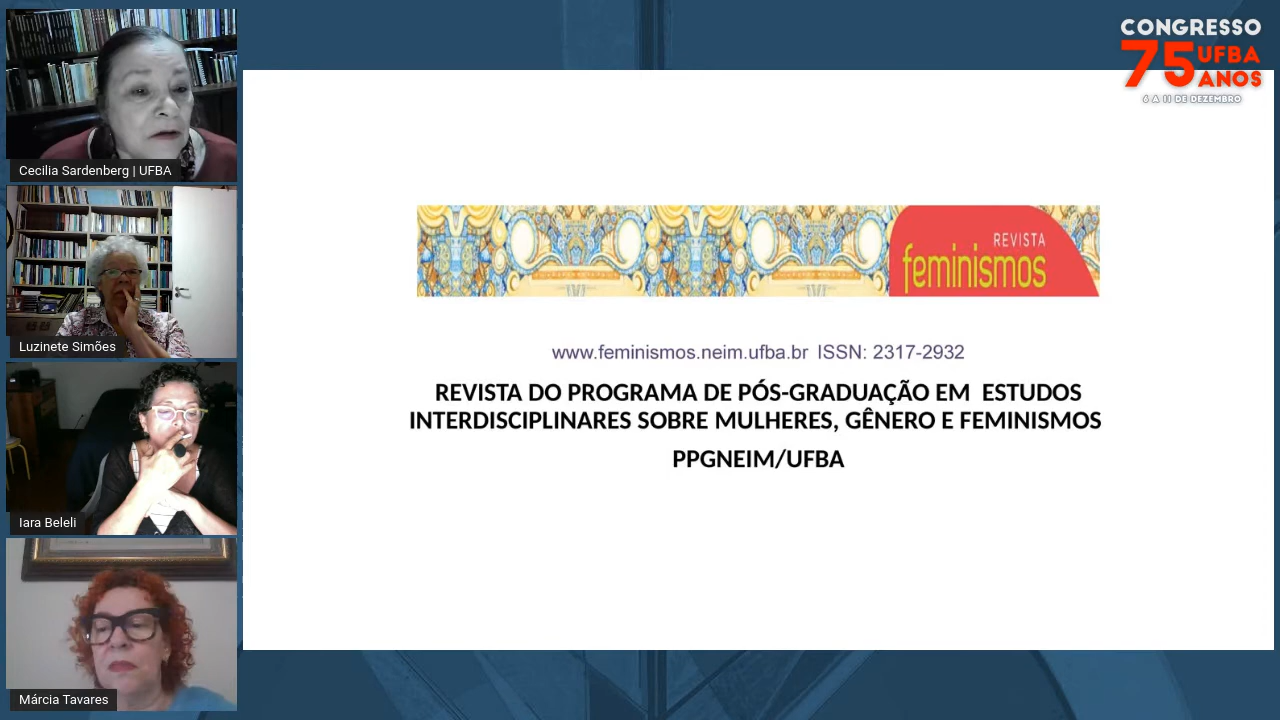 CONGRESSO
75 UFBA
ANOS
6 A 11 DE DEZEMBRO
Cecilia Sardenberg | UFBA
Luzinete Simões
Iara Beleli
Márcia Tavares
REVISTA
feminismos
www.feminismos.neim.ufba.br ISSN: 2317-2932
REVISTA DO PROGRAMA DE PÓS-GRADUAÇÃO EM ESTUDOS
INTERDISCIPLINARES SOBRE MULHERES, GÊNERO E FEMINISMOS
PPGNEIM/UFBA